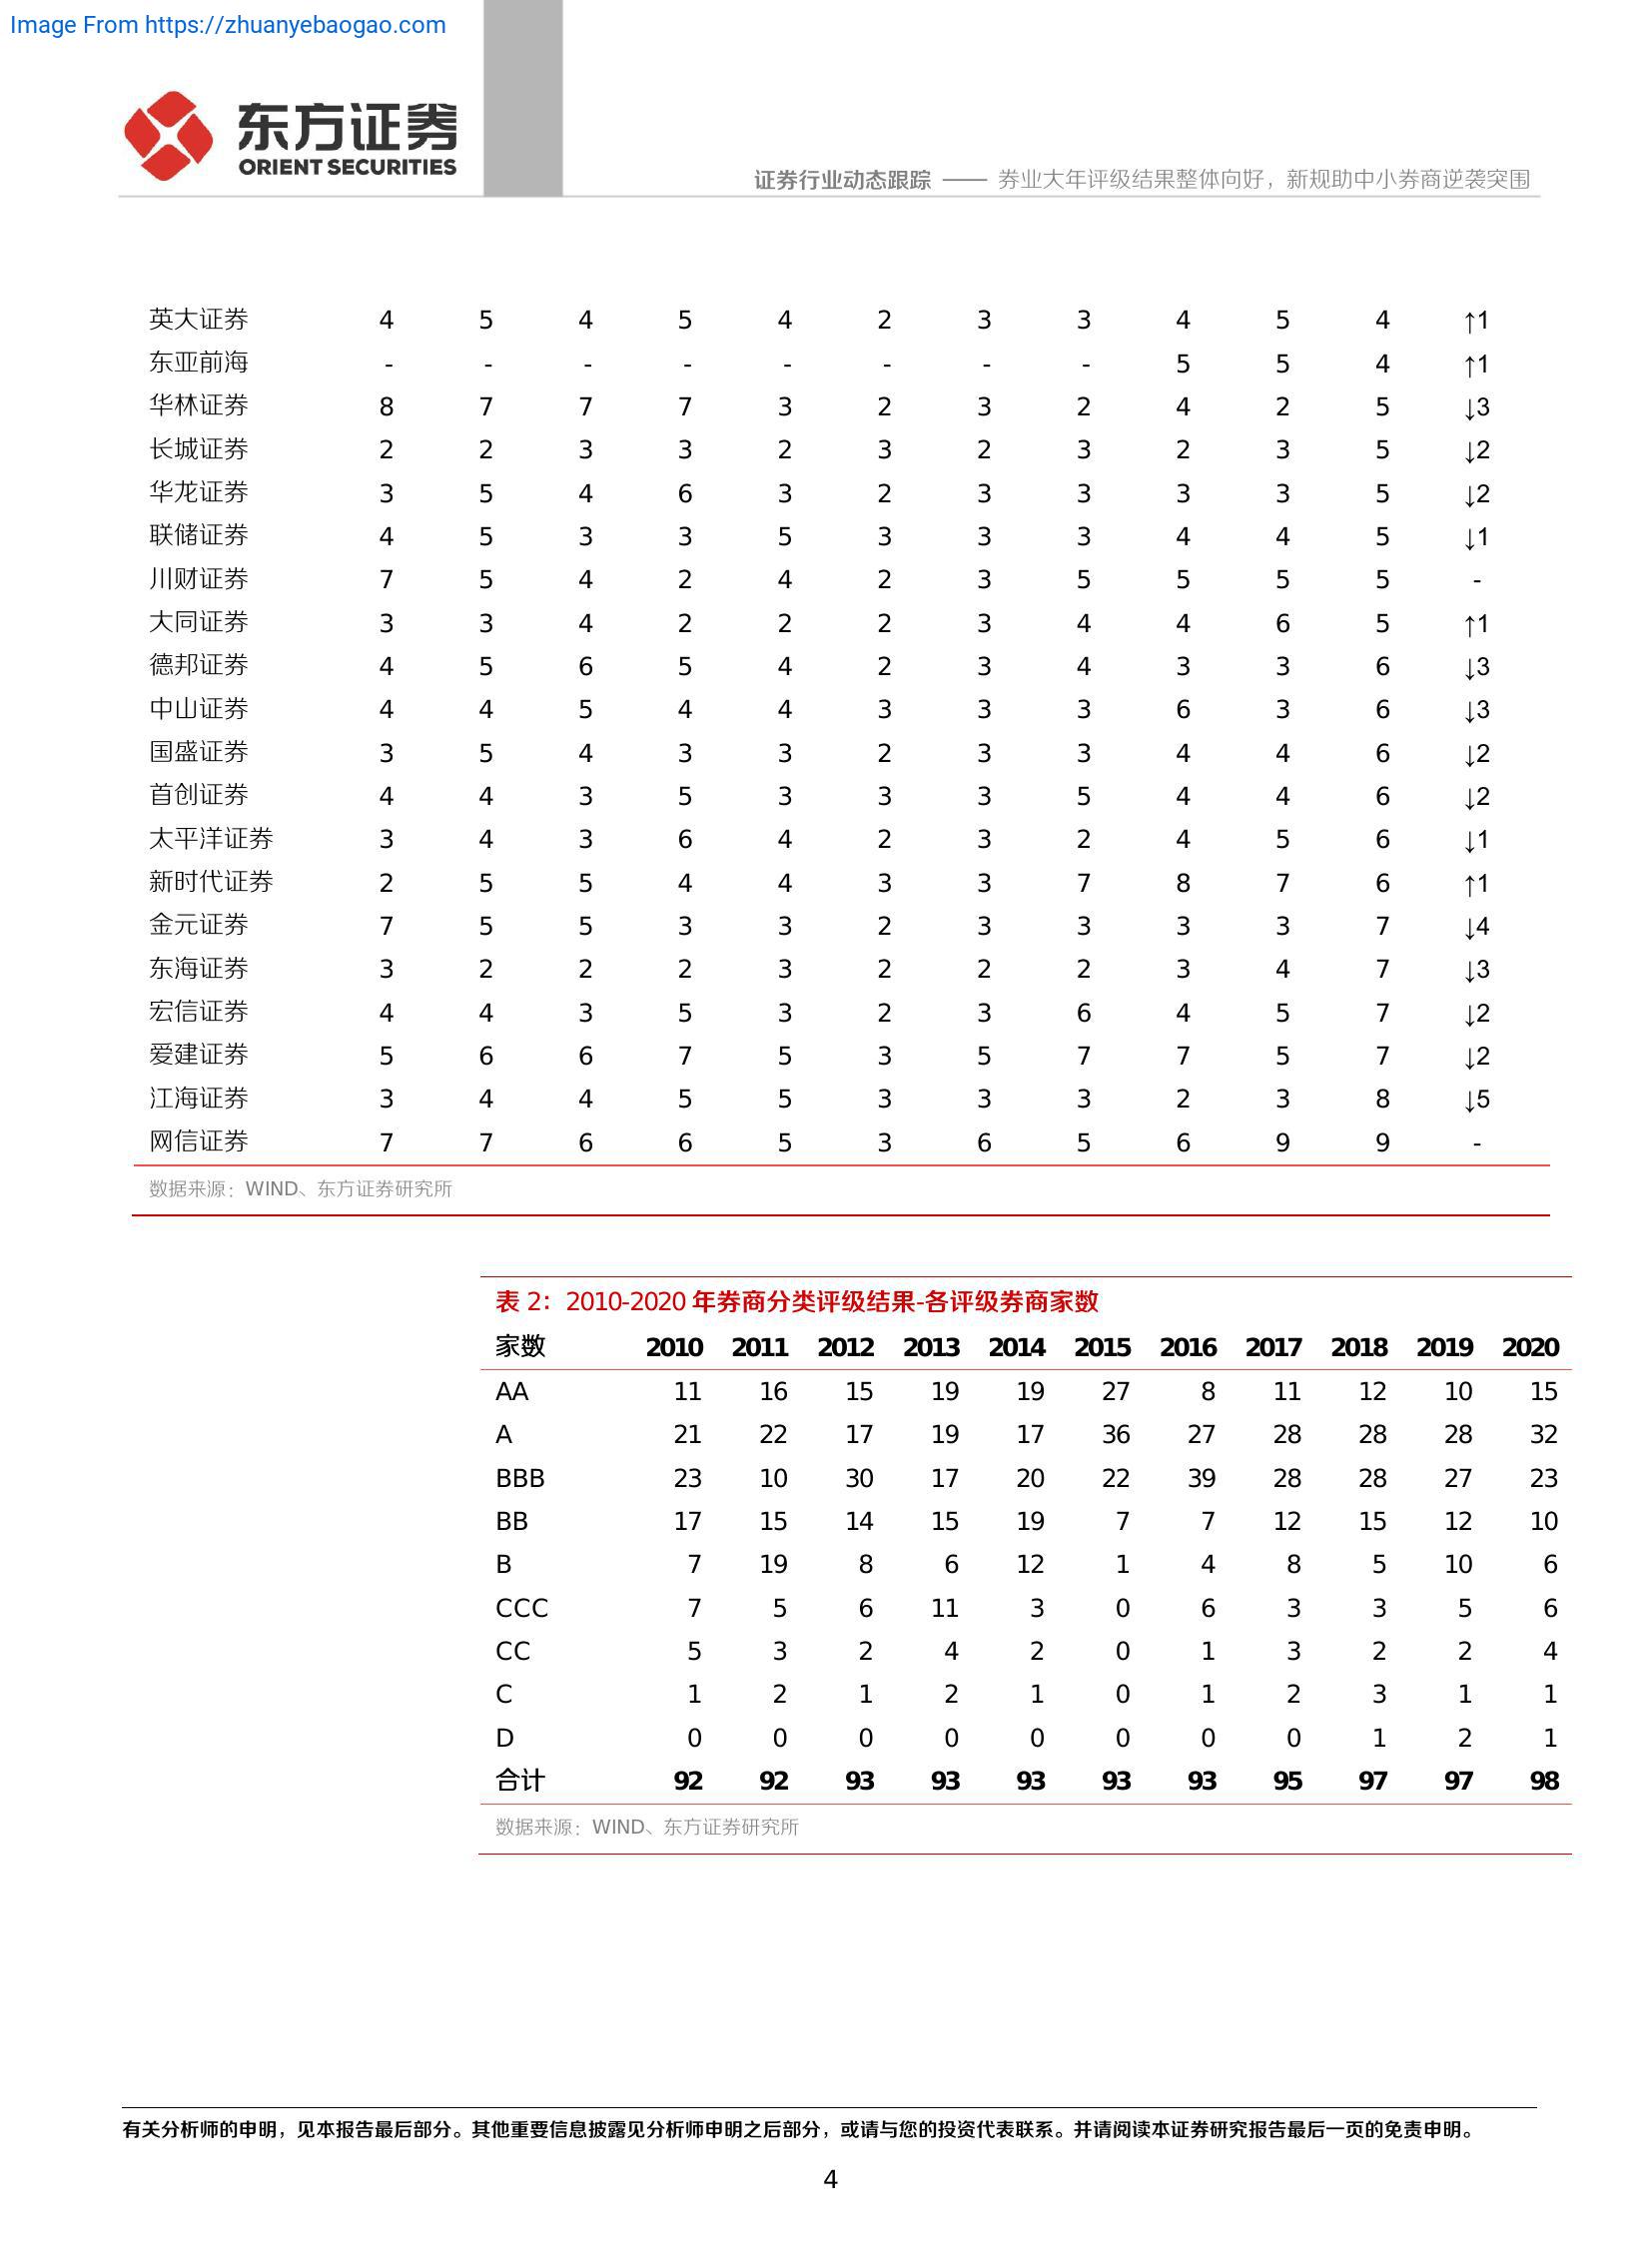 Image From https://zhuanyebaogao.com
东方证券
ORIENT SECURITIES
证券行业动态跟踪 —— 券业大年评级结果整体向好，新规助中小券商逆袭突围
英大证券 4 5 4 5 4 2 3 3 4 5 4 ↑1
东亚前海 - - - - - - - - 5 5 4 ↑1
华林证券 8 7 7 7 3 2 3 2 4 2 5 ↓3
长城证券 2 2 3 3 2 3 2 3 2 3 5 ↓2
华龙证券 3 5 4 6 3 2 3 3 3 3 5 ↓2
联储证券 4 5 3 3 5 3 3 3 4 4 5 ↓1
川财证券 7 5 4 2 4 2 3 5 5 5 5 -
大同证券 3 3 4 2 2 2 3 4 4 6 5 ↑1
德邦证券 4 5 6 5 4 2 3 4 3 3 6 ↓3
中山证券 4 4 5 4 4 3 3 3 6 3 6 ↓3
国盛证券 3 5 4 3 3 2 3 3 4 4 6 ↓2
首创证券 4 4 3 5 3 3 3 5 4 4 6 ↓2
太平洋证券 3 4 3 6 4 2 3 2 4 5 6 ↓1
新时代证券 2 5 5 4 4 3 3 7 8 7 6 ↑1
金元证券 7 5 5 3 3 2 3 3 3 3 7 ↓4
东海证券 3 2 2 2 3 2 2 2 3 4 7 ↓3
宏信证券 4 4 3 5 3 2 3 6 4 5 7 ↓2
爱建证券 5 6 6 7 5 3 5 7 7 5 7 ↓2
江海证券 3 4 4 5 5 3 3 3 2 3 8 ↓5
网信证券 7 7 6 6 5 3 6 5 6 9 9 -
数据来源：WIND、东方证券研究所
表 2：2010-2020 年券商分类评级结果-各评级券商家数
家数 2010 2011 2012 2013 2014 2015 2016 2017 2018 2019 2020
AA 11 16 15 19 19 27 8 11 12 10 15
A 21 22 17 19 17 36 27 28 28 28 32
BBB 23 10 30 17 20 22 39 28 28 27 23
BB 17 15 14 15 19 7 7 12 15 12 10
B 7 19 8 6 12 1 4 8 5 10 6
CCC 7 5 6 11 3 0 6 3 3 5 6
CC 5 3 2 4 2 0 1 3 2 2 4
C 1 2 1 2 1 0 1 2 3 1 1
D 0 0 0 0 0 0 0 0 1 2 1
合计 92 92 93 93 93 93 93 95 97 97 98
数据来源：WIND、东方证券研究所
有关分析师的申明，见本报告最后部分。其他重要信息披露见分析师申明之后部分，或请与您的投资代表联系。并请阅读本证券研究报告最后一页的免责申明。
4